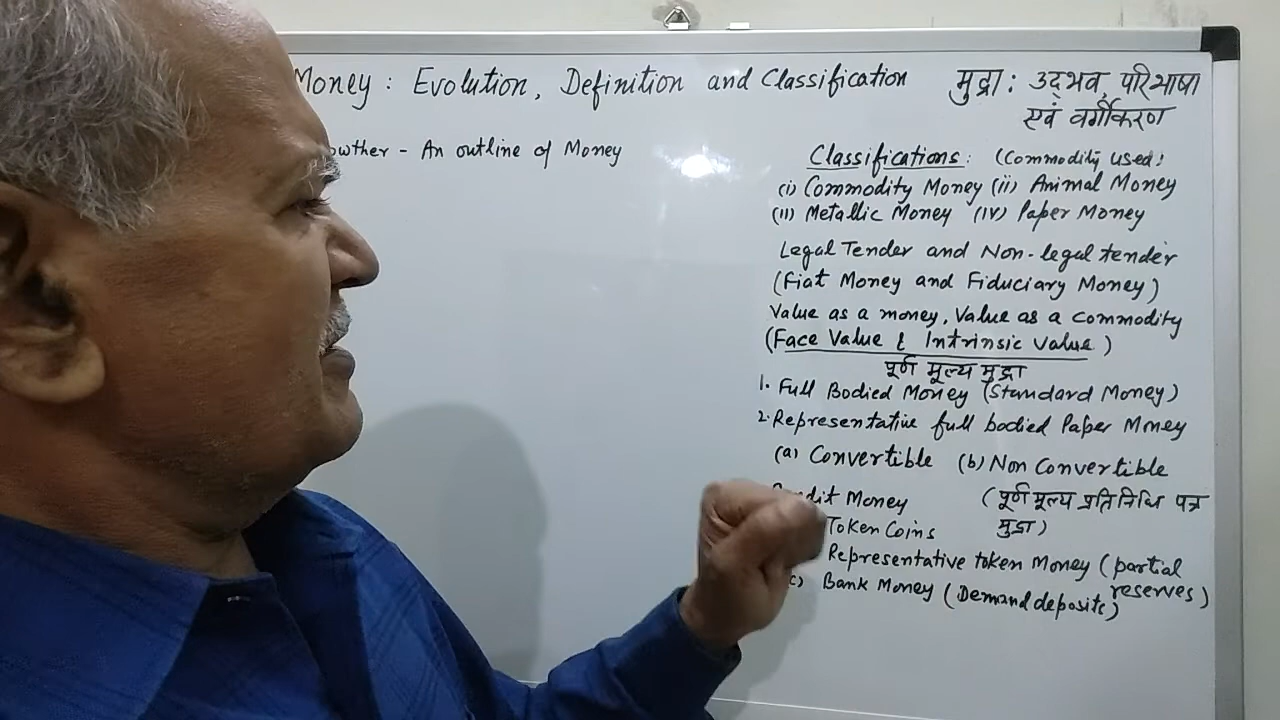 Money : Evolution, Definition and Classification
मुद्रा : उद्भव, परिभाषा
एवं वर्गीकरण
owther - An outline of Money
Classifications : (Commodity used)
(i) Commodity Money (ii) Animal Money
(II) Metallic Money (IV) Paper Money
Legal Tender and Non-legal tender
(Fiat Money and Fiduciary Money)
Value as a money, Value as a commodity
(Face Value & Intrinsic Value)
पूर्ण मूल्य मुद्रा
1. Full Bodied Money (Standard Money)
2. Representative full bodied Paper Money
(a) Convertible (b) Non Convertible
dit Money (पूर्ण मूल्य प्रतिनिधि पत्र
Token Coins मुद्रा)
Representative token Money (partial
reserves)
c) Bank Money (Demand deposits)